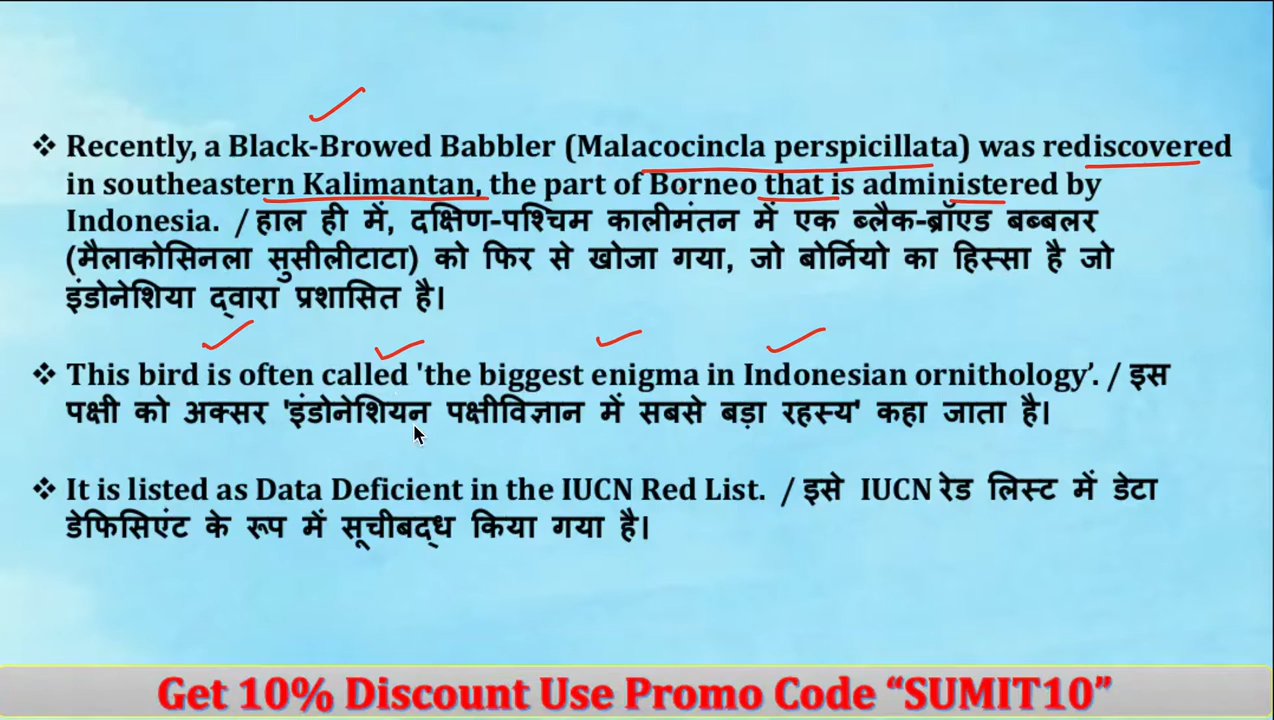 ❖ Recently, a Black-Browed Babbler (Malacocincla perspicillata) was rediscovered
in southeastern Kalimantan, the part of Borneo that is administered by
Indonesia. / हाल ही में, दक्षिण-पश्चिम कालीमंतन में एक ब्लैक-ब्रॉएड बब्बलर
(मैलाकोसिनला सुसीलीटाटा) को फिर से खोजा गया, जो बोर्नियो का हिस्सा है जो
इंडोनेशिया द्वारा प्रशासित है।
❖ This bird is often called 'the biggest enigma in Indonesian ornithology’. / इस
पक्षी को अक्सर 'इंडोनेशियन पक्षीविज्ञान में सबसे बड़ा रहस्य' कहा जाता है।
❖ It is listed as Data Deficient in the IUCN Red List. / इसे IUCN रेड लिस्ट में डेटा
डेफिसिएंट के रूप में सूचीबद्ध किया गया है।
Get 10% Discount Use Promo Code “SUMIT10”